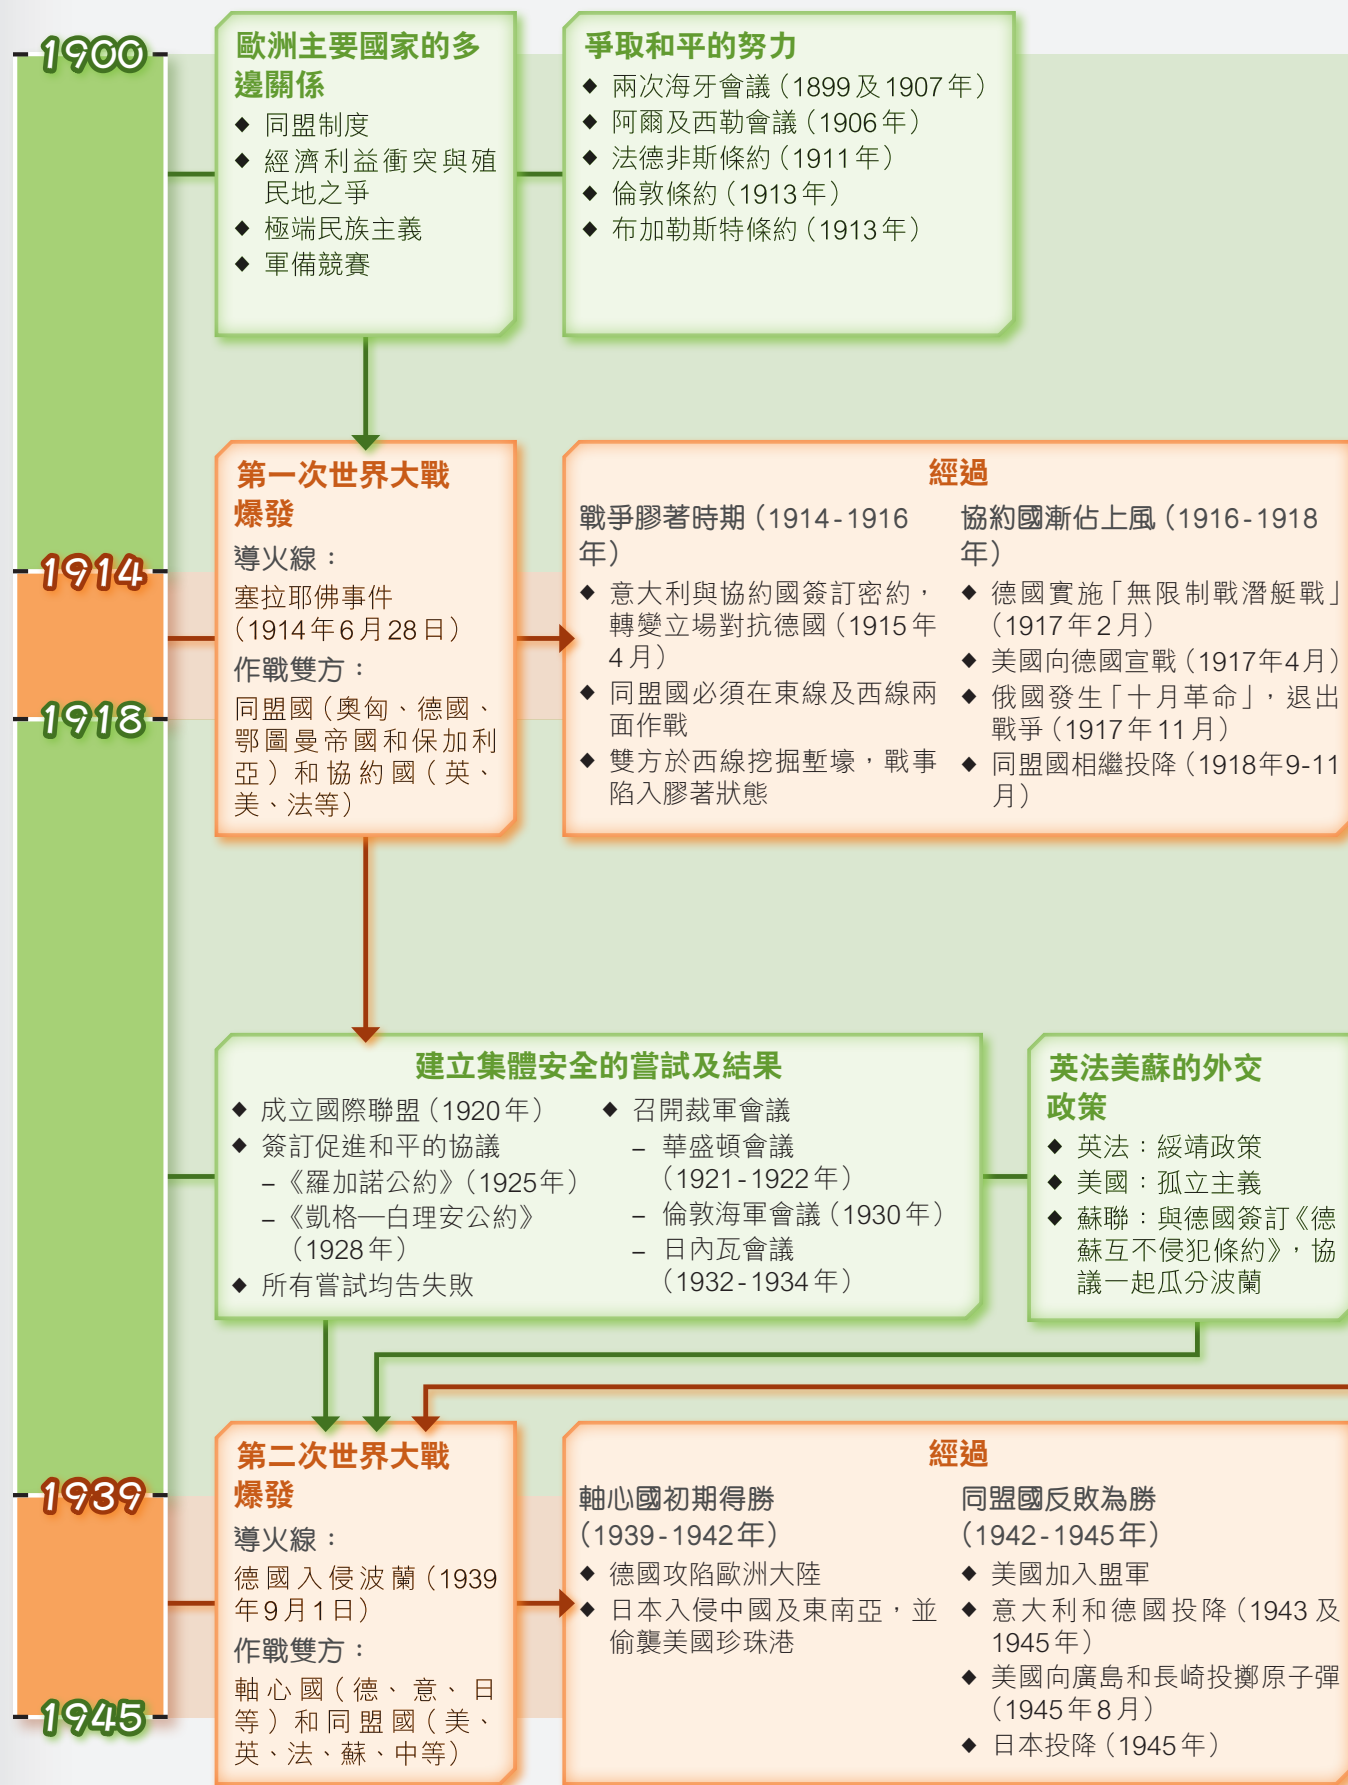 1900
歐洲主要國家的多
邊關係
◆ 同盟制度
◆ 經濟利益衝突與殖
民地之爭
◆ 極端民族主義
◆ 軍備競賽
爭取和平的努力
◆ 兩次海牙會議（1899及1907年）
◆ 阿爾及西勒會議（1906年）
◆ 法德非斯條約（1911年）
◆ 倫敦條約（1913年）
◆ 布加勒斯特條約（1913年）
1914
1918
第一次世界大戰
爆發
導火線：
塞拉耶佛事件
（1914年6月28日）
作戰雙方：
同盟國（奧匈、德國、
鄂圖曼帝國和保加利
亞）和協約國（英、
美、法等）
經過
戰爭膠著時期（1914-1916
年）
◆ 意大利與協約國簽訂密約，
轉變立場對抗德國（1915年
4月）
◆ 同盟國必須在東線及西線兩
面作戰
◆ 雙方於西線挖掘塹壕，戰事
陷入膠著狀態
協約國漸佔上風（1916-1918
年）
◆ 德國實施「無限制戰潛艇戰」
（1917年2月）
◆ 美國向德國宣戰（1917年4月）
◆ 俄國發生「十月革命」，退出
戰爭（1917年11月）
◆ 同盟國相繼投降（1918年9-11
月）
建立集體安全的嘗試及結果
◆ 成立國際聯盟（1920年）
◆ 簽訂促進和平的協議
–《羅加諾公約》（1925年）
–《凱格—白理安公約》
（1928年）
◆ 所有嘗試均告失敗
◆ 召開裁軍會議
– 華盛頓會議
（1921-1922年）
– 倫敦海軍會議（1930年）
– 日內瓦會議
（1932-1934年）
英法美蘇的外交
政策
◆ 英法：綏靖政策
◆ 美國：孤立主義
◆ 蘇聯：與德國簽訂《德
蘇互不侵犯條約》，協
議一起瓜分波蘭
1939
1945
第二次世界大戰
爆發
導火線：
德國入侵波蘭（1939
年9月1日）
作戰雙方：
軸心國（德、意、日
等）和同盟國（美、
英、法、蘇、中等）
經過
軸心國初期得勝
（1939-1942年）
◆ 德國攻陷歐洲大陸
◆ 日本入侵中國及東南亞，並
偷襲美國珍珠港
同盟國反敗為勝
（1942-1945年）
◆ 美國加入盟軍
◆ 意大利和德國投降（1943及
1945年）
◆ 美國向廣島和長崎投擲原子彈
（1945年8月）
◆ 日本投降（1945年）